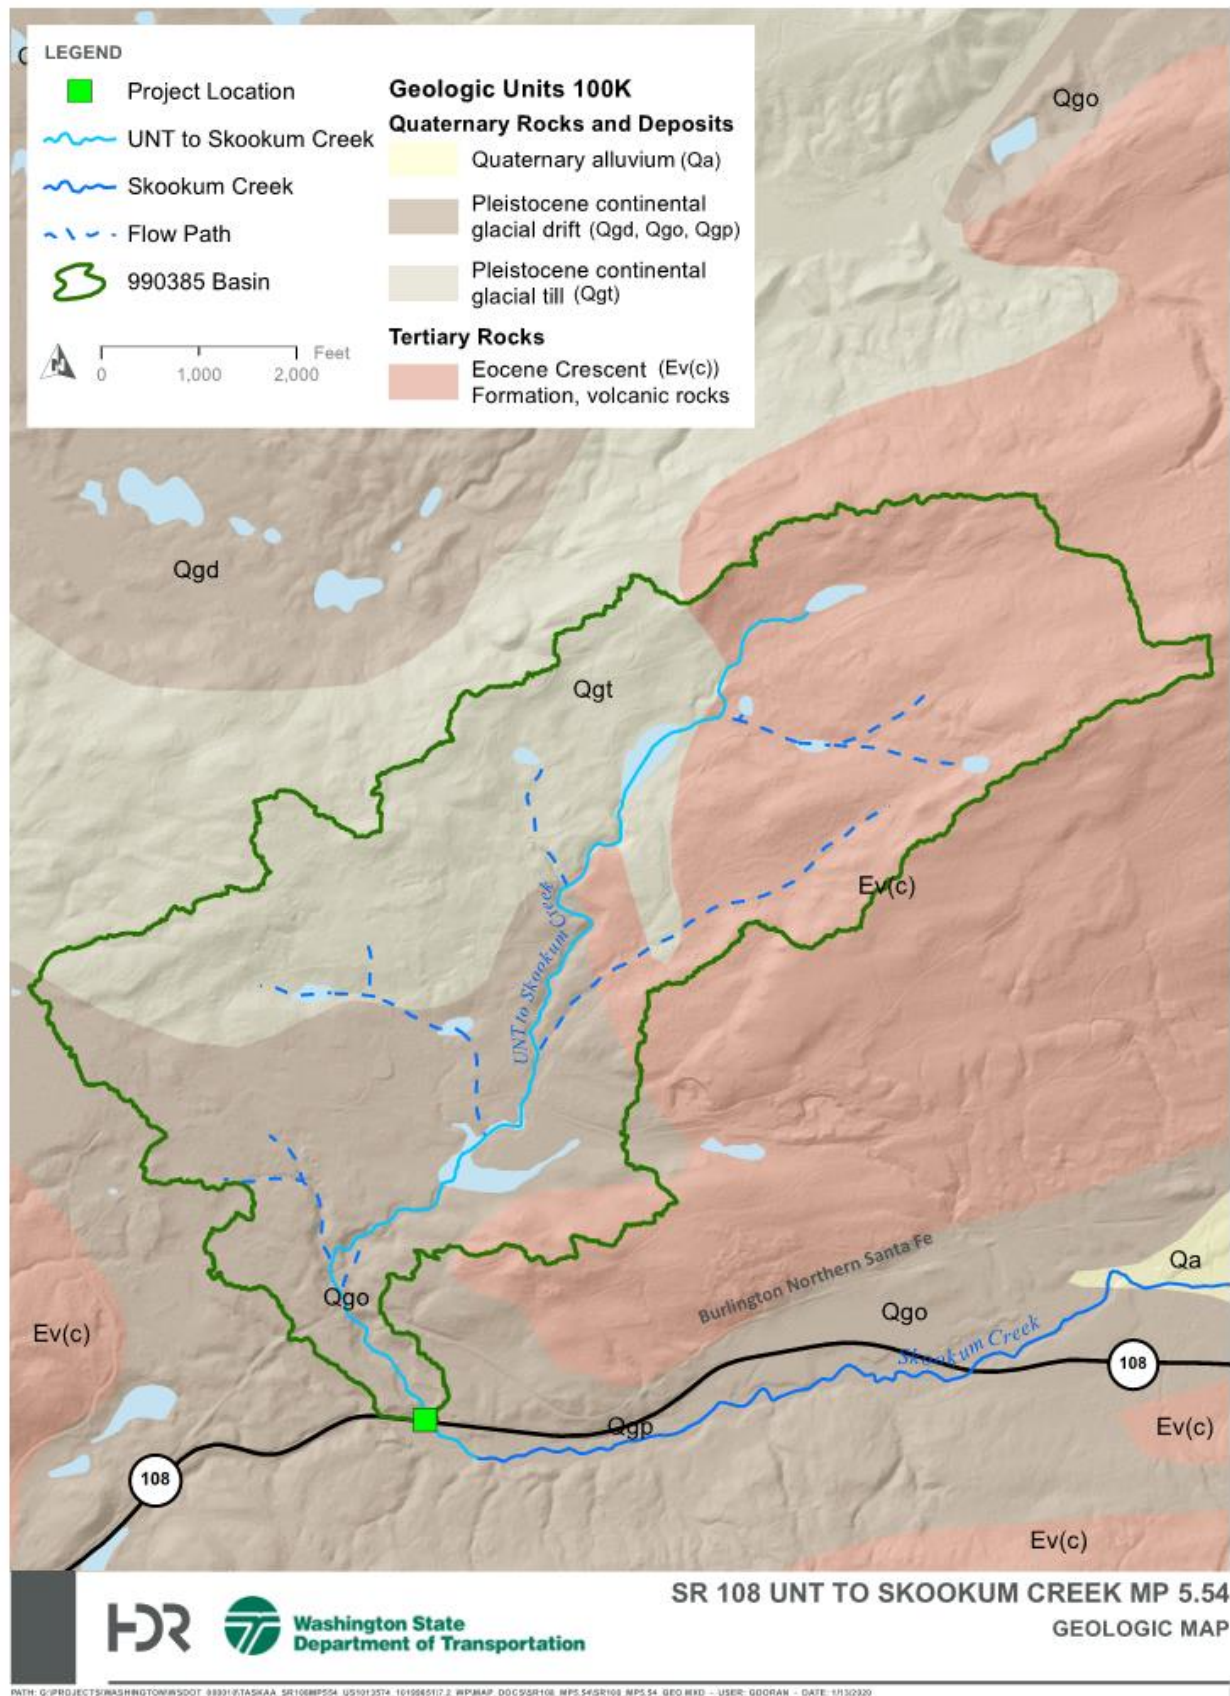 LEGEND
Project Location
UNT to Skookum Creek
Skookum Creek
Flow Path
990385 Basin
N
Feet
0 1,000 2,000
Geologic Units 100K
Quaternary Rocks and Deposits
Quaternary alluvium (Qa)
Pleistocene continental
glacial drift (Qgd, Qgo, Qgp)
Pleistocene continental
glacial till (Qgt)
Tertiary Rocks
Eocene Crescent (Ev(c))
Formation, volcanic rocks
Qgo
Qgd
Qgt
Ev(c)
UNT to Skookum Creek
Burlington Northern Santa Fe
Qa
Qgo
Qgo
Ev(c)
Skookum Creek
108
Qgp
Ev(c)
108
Ev(c)
HDR
Washington State
Department of Transportation
SR 108 UNT TO SKOOKUM CREEK MP 5.54
GEOLOGIC MAP